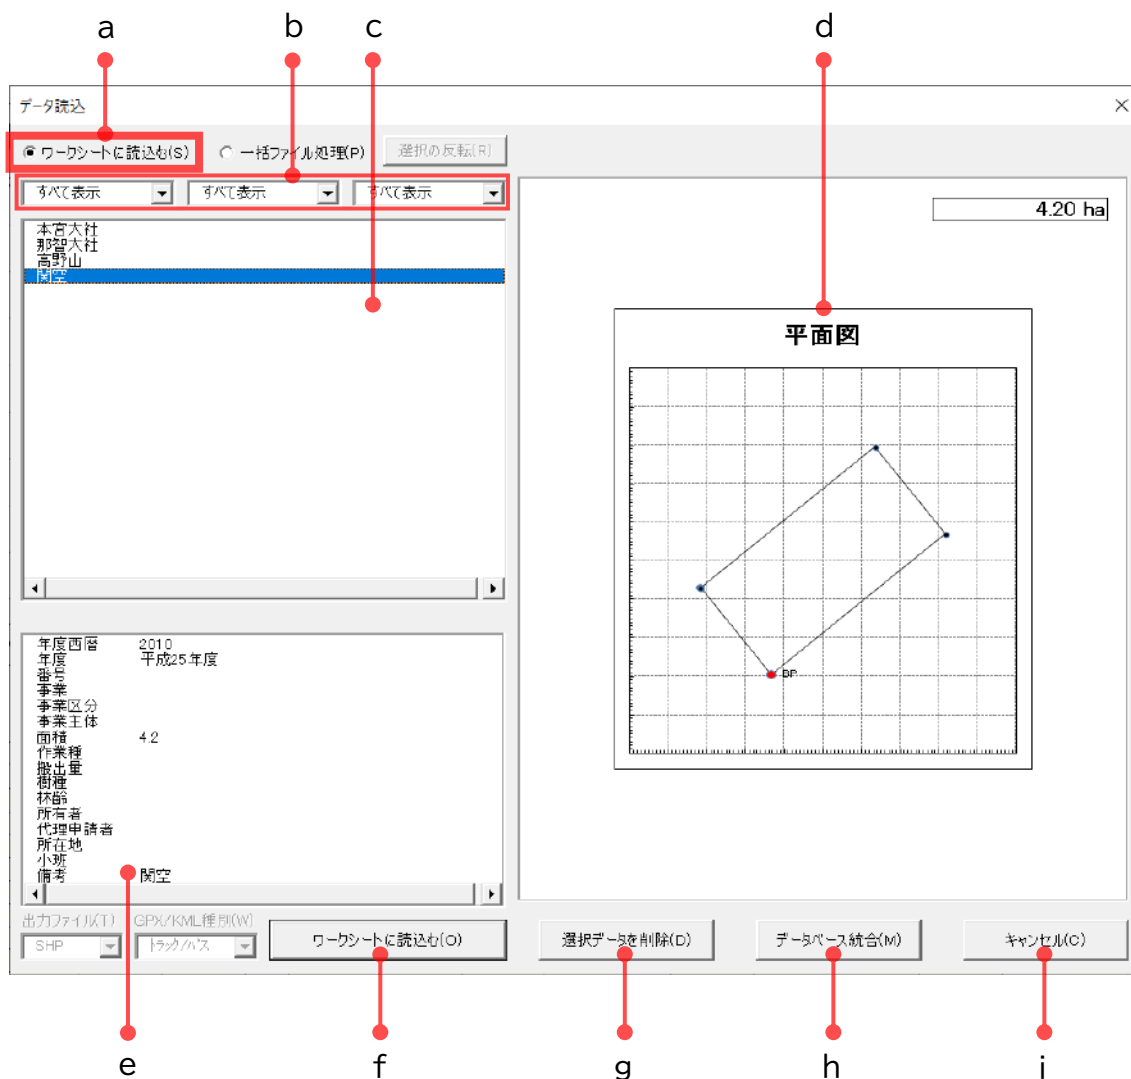 a b c d
データ読込
ワークシートに読込む(S) 一括ファイル処理(P) 選択の反転(R)
すべて表示 すべて表示 すべて表示
4.20 ha
本宮大社
那智大社
高野山
関空
平面図
BP
年度西暦 2010
年度 平成25年度
番号
事業
事業区分
事業主体
面積 4.2
作業種
搬出量
樹種
林齢
所有者
代理申請者
所在地
小班
備考 関空
出力ファイル(T) GPX/KML種別(W)
SHP トラック/パス ワークシートに読込む(O) 選択データを削除(D) データベース統合(M) キャンセル(C)
e f g h i